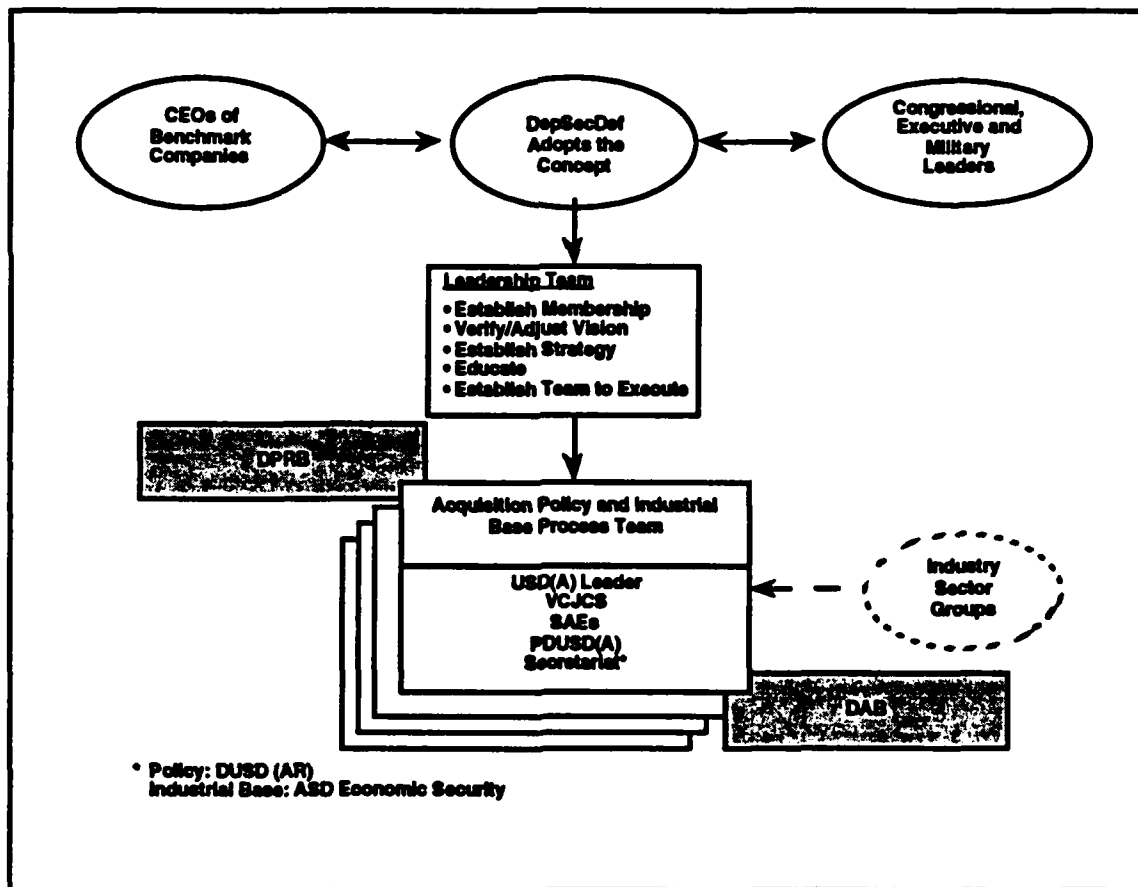 CEOs of
Benchmark
Companies
DepSecDef
Adopts the
Concept
Congressional,
Executive and
Military
Leaders
Leadership Team
• Establish Membership
• Verify/Adjust Vision
• Establish Strategy
• Educate
• Establish Team to Execute
DPRB
Acquisition Policy and Industrial
Base Process Team
USD(A) Leader
VCJCS
SAEs
PDUSD(A)
Secretariat*
Industry
Sector
Groups
DAB
* Policy: DUSD (AR)
Industrial Base: ASD Economic Security